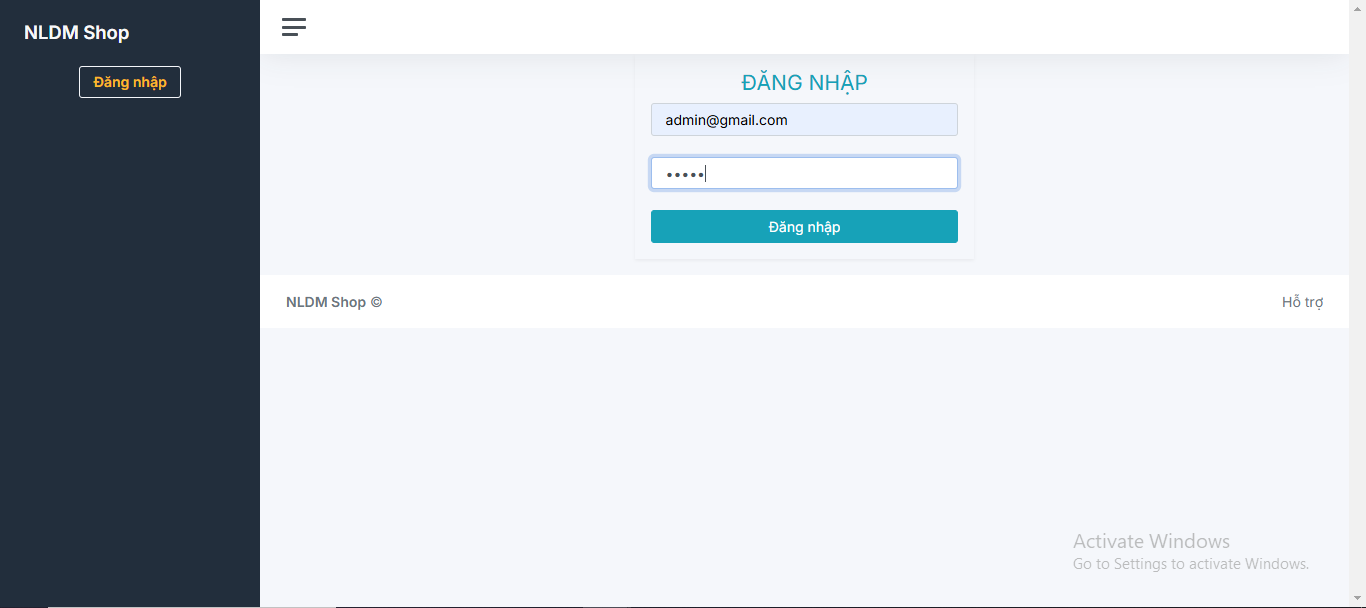 NLDM Shop
Đăng nhập
ĐĂNG NHẬP
admin@gmail.com
•••••
Đăng nhập
NLDM Shop ©
Hỗ trợ
Activate Windows
Go to Settings to activate Windows.